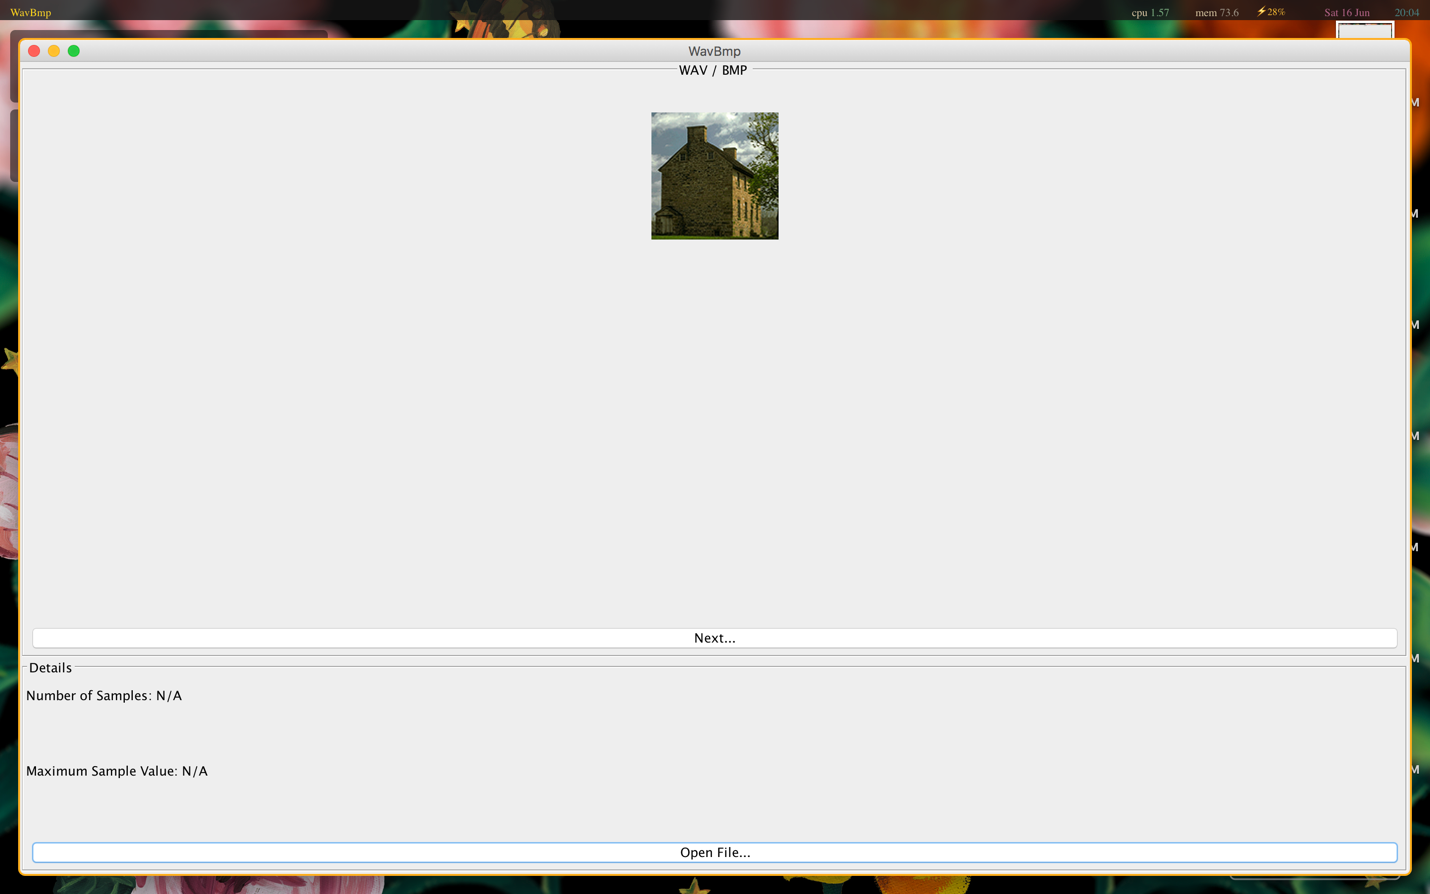 WavBmp
cpu 1.57 mem 73.6 ⚡28% Sat 16 Jun 20:04
WavBmp
WAV / BMP
M
M
M
M
M
M
M
Next...
Details
Number of Samples: N/A
Maximum Sample Value: N/A
Open File...